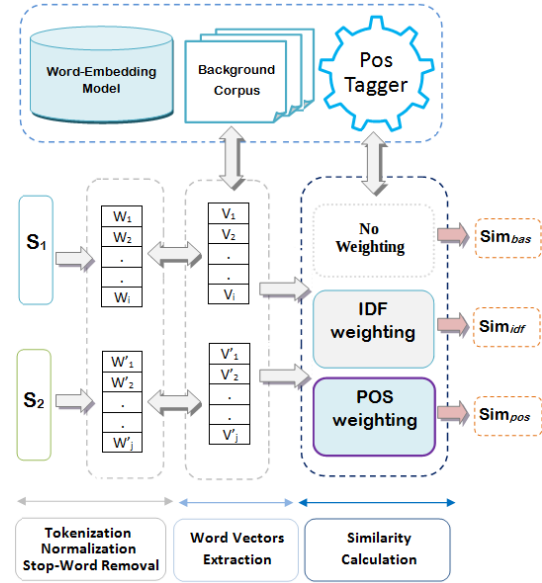 Word-Embedding
Model
Background
Corpus
Pos
Tagger
S1
W1
W2
.
.
Wi
V1
V2
.
.
Vi
No
Weighting
Simbas
IDF
weighting
Simidf
S2
W'1
W'2
.
.
W'j
V'1
V'2
.
.
V'j
POS
weighting
Simpos
Tokenization
Normalization
Stop-Word Removal
Word Vectors
Extraction
Similarity
Calculation